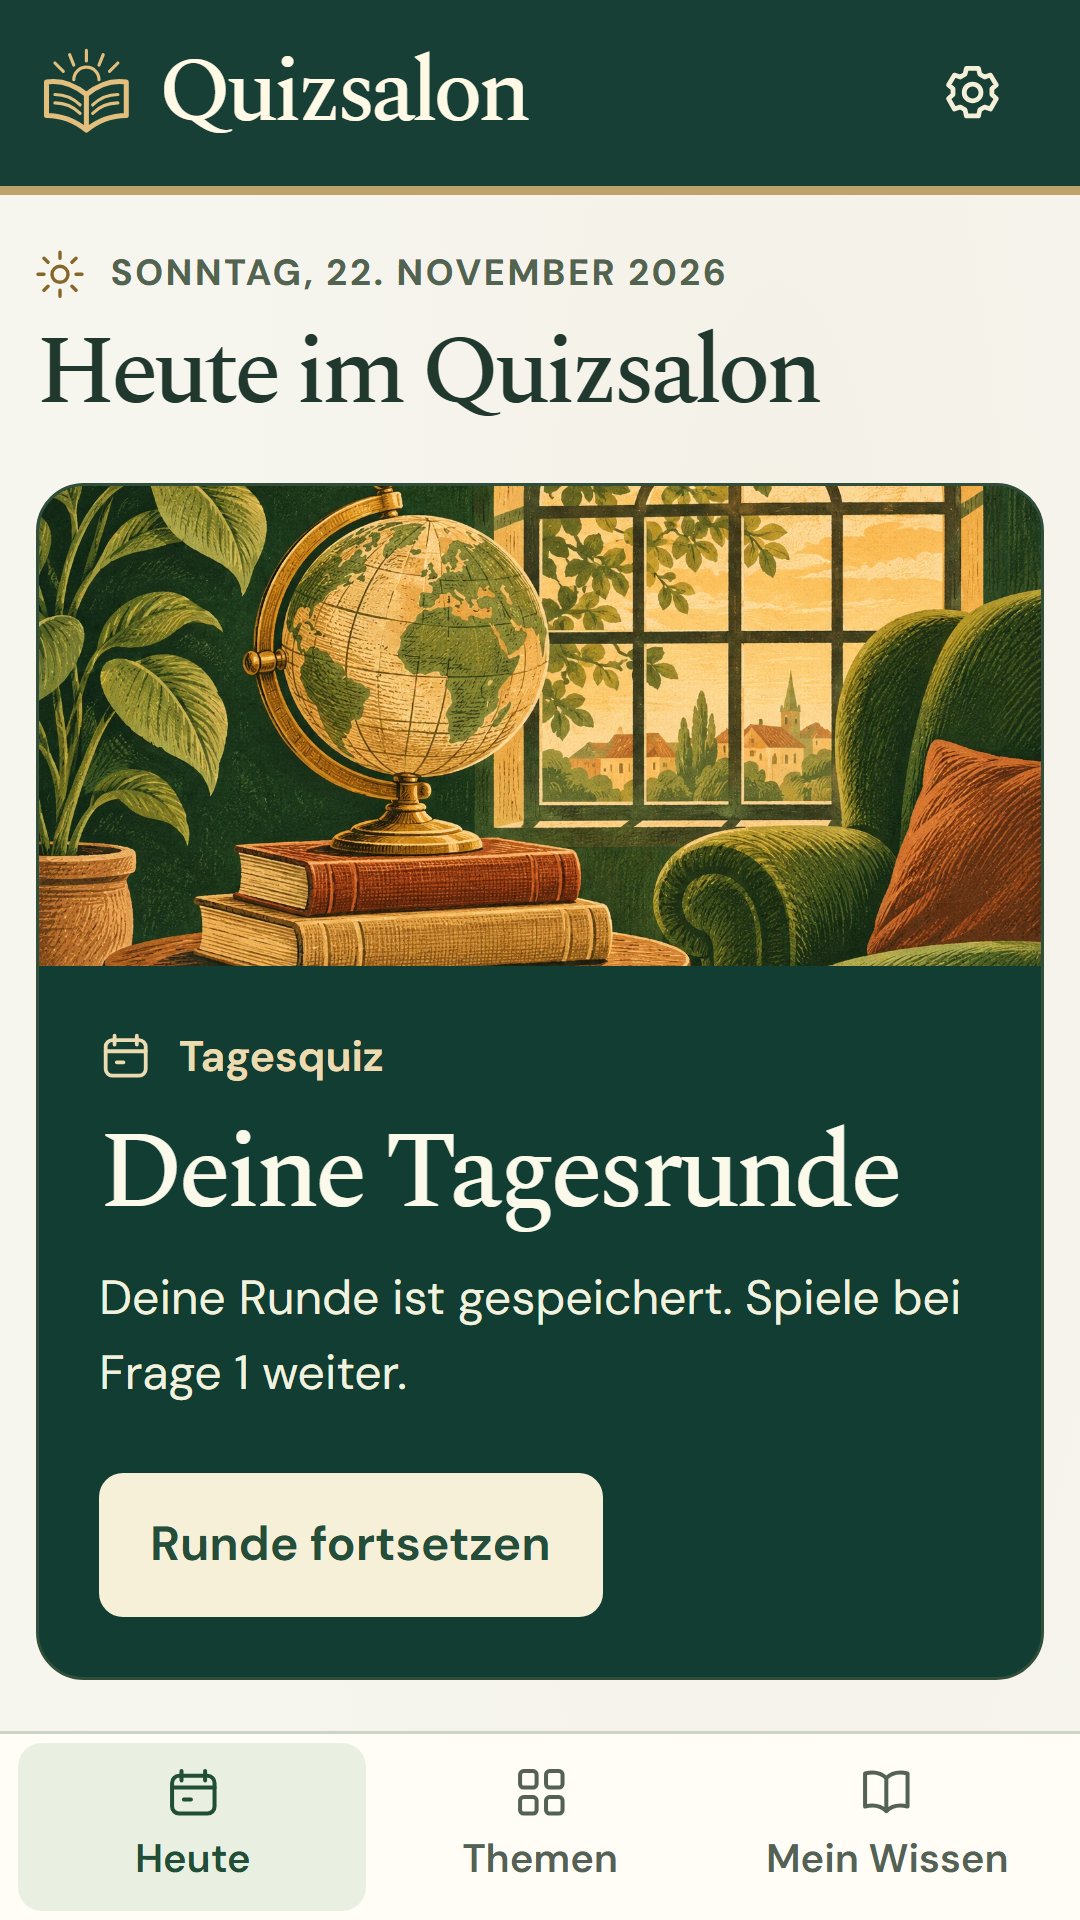 Quizsalon
SONNTAG, 22. NOVEMBER 2026
Heute im Quizsalon
Tagesquiz
Deine Tagesrunde
Deine Runde ist gespeichert. Spiele bei
Frage 1 weiter.
Runde fortsetzen
Heute
Themen
Mein Wissen